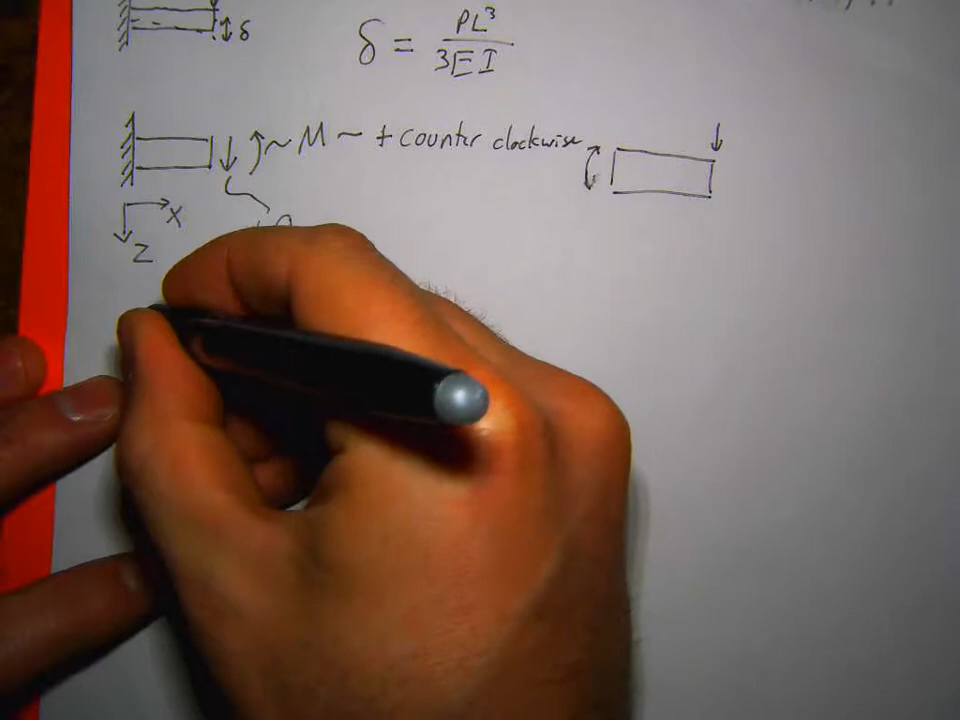 δ
δ = PL³ / 3EI
~ M ~ + counter clockwise
X
Z